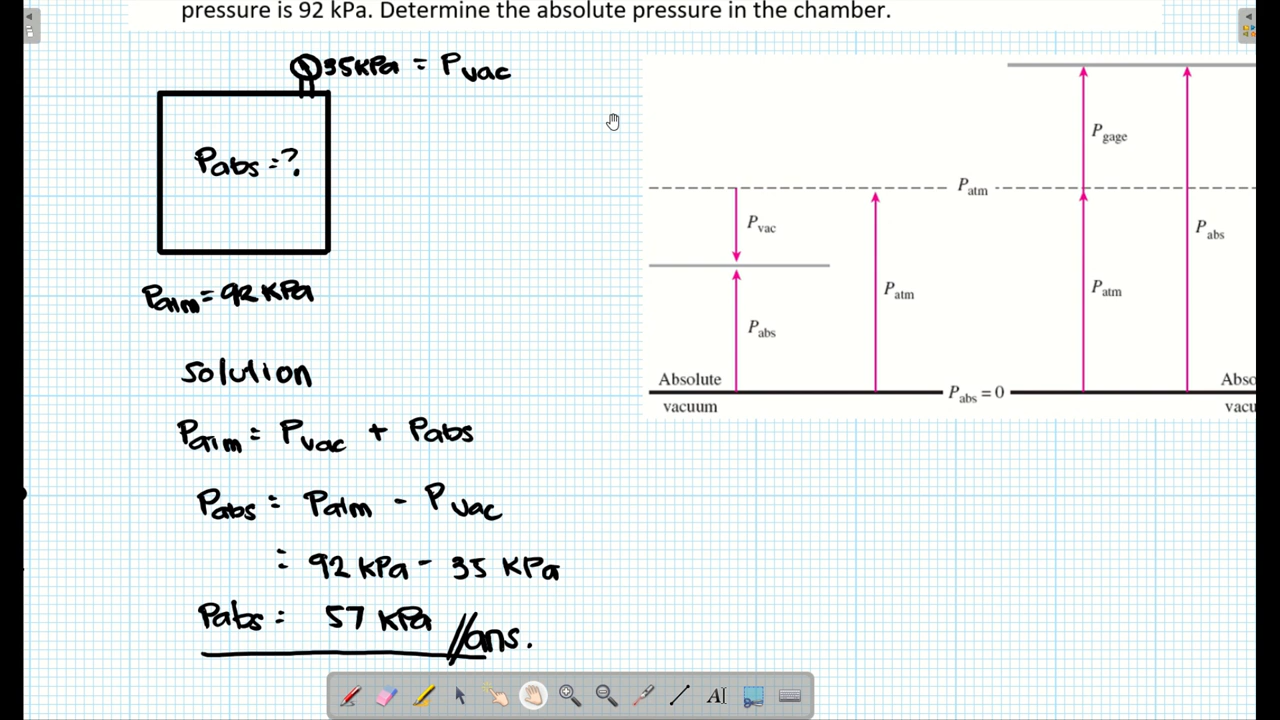 pressure is 92 kPa. Determine the absolute pressure in the chamber.
35kPa = Pvac
Pabs =?
Patm = 92 KPa
Solution
Patm = Pvac + Pabs
Pabs = Patm - Pvac
= 92 kPa - 35 KPa
Pabs = 57 kPa //ans.
Pgage
Patm
Pvac
Pabs
Patm
Patm
Pabs
Absolute
vacuum
Pabs = 0
Abso
vacu
AI